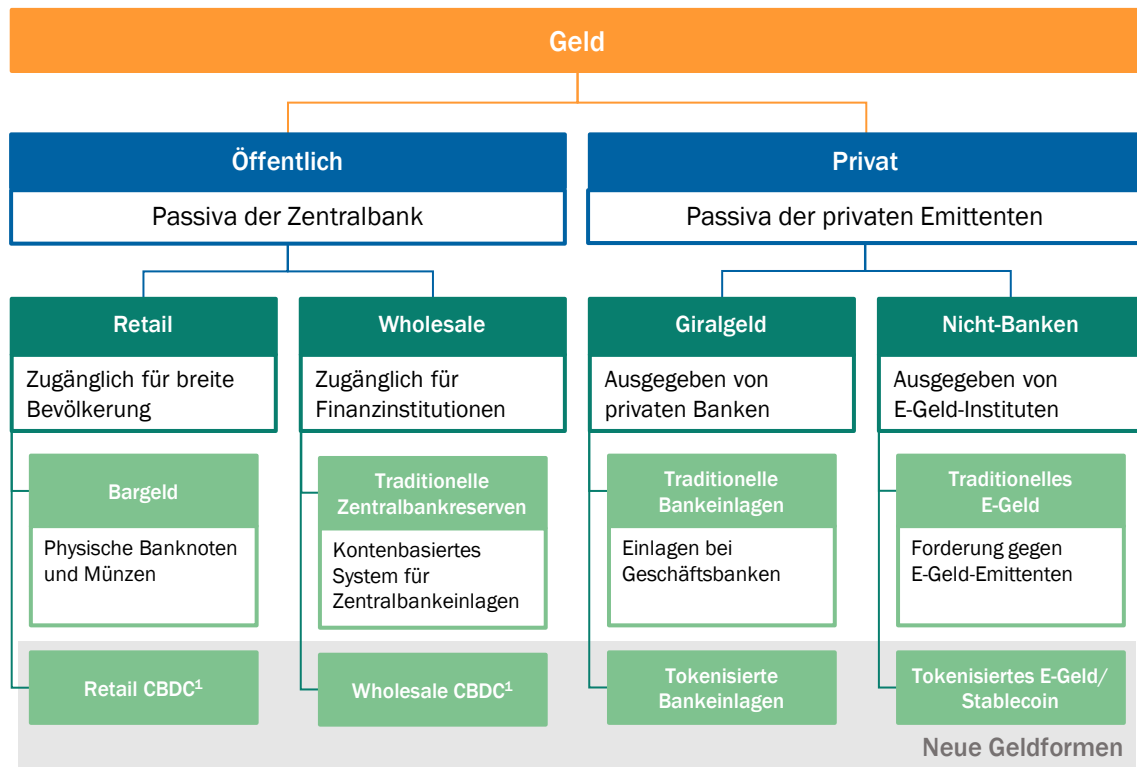 Geld
Öffentlich
Passiva der Zentralbank
Privat
Passiva der privaten Emittenten
Retail
Zugänglich für breite
Bevölkerung
Wholesale
Zugänglich für
Finanzinstitutionen
Giralgeld
Ausgegeben von
privaten Banken
Nicht-Banken
Ausgegeben von
E-Geld-Instituten
Bargeld
Physische Banknoten
und Münzen
Traditionelle
Zentralbankreserven
Kontenbasiertes
System für
Zentralbankeinlagen
Traditionelle
Bankeinlagen
Einlagen bei
Geschäftsbanken
Traditionelles
E-Geld
Forderung gegen
E-Geld-Emittenten
Retail CBDC¹
Wholesale CBDC¹
Tokenisierte
Bankeinlagen
Tokenisiertes E-Geld/
Stablecoin
Neue Geldformen